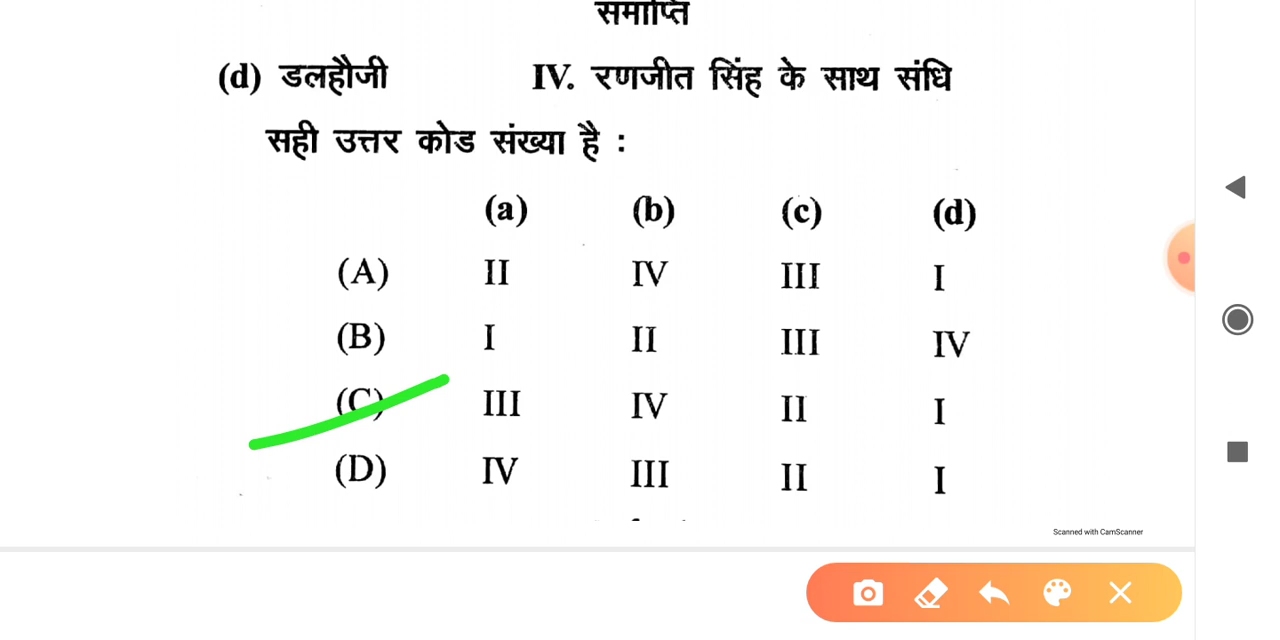 समाप्ति
(d) डलहौजी IV. रणजीत सिंह के साथ संधि
सही उत्तर कोड संख्या है :
(a) (b) (c) (d)
(A) II IV III I
(B) I II III IV
(C) III IV II I
(D) IV III II I
Scanned with CamScanner